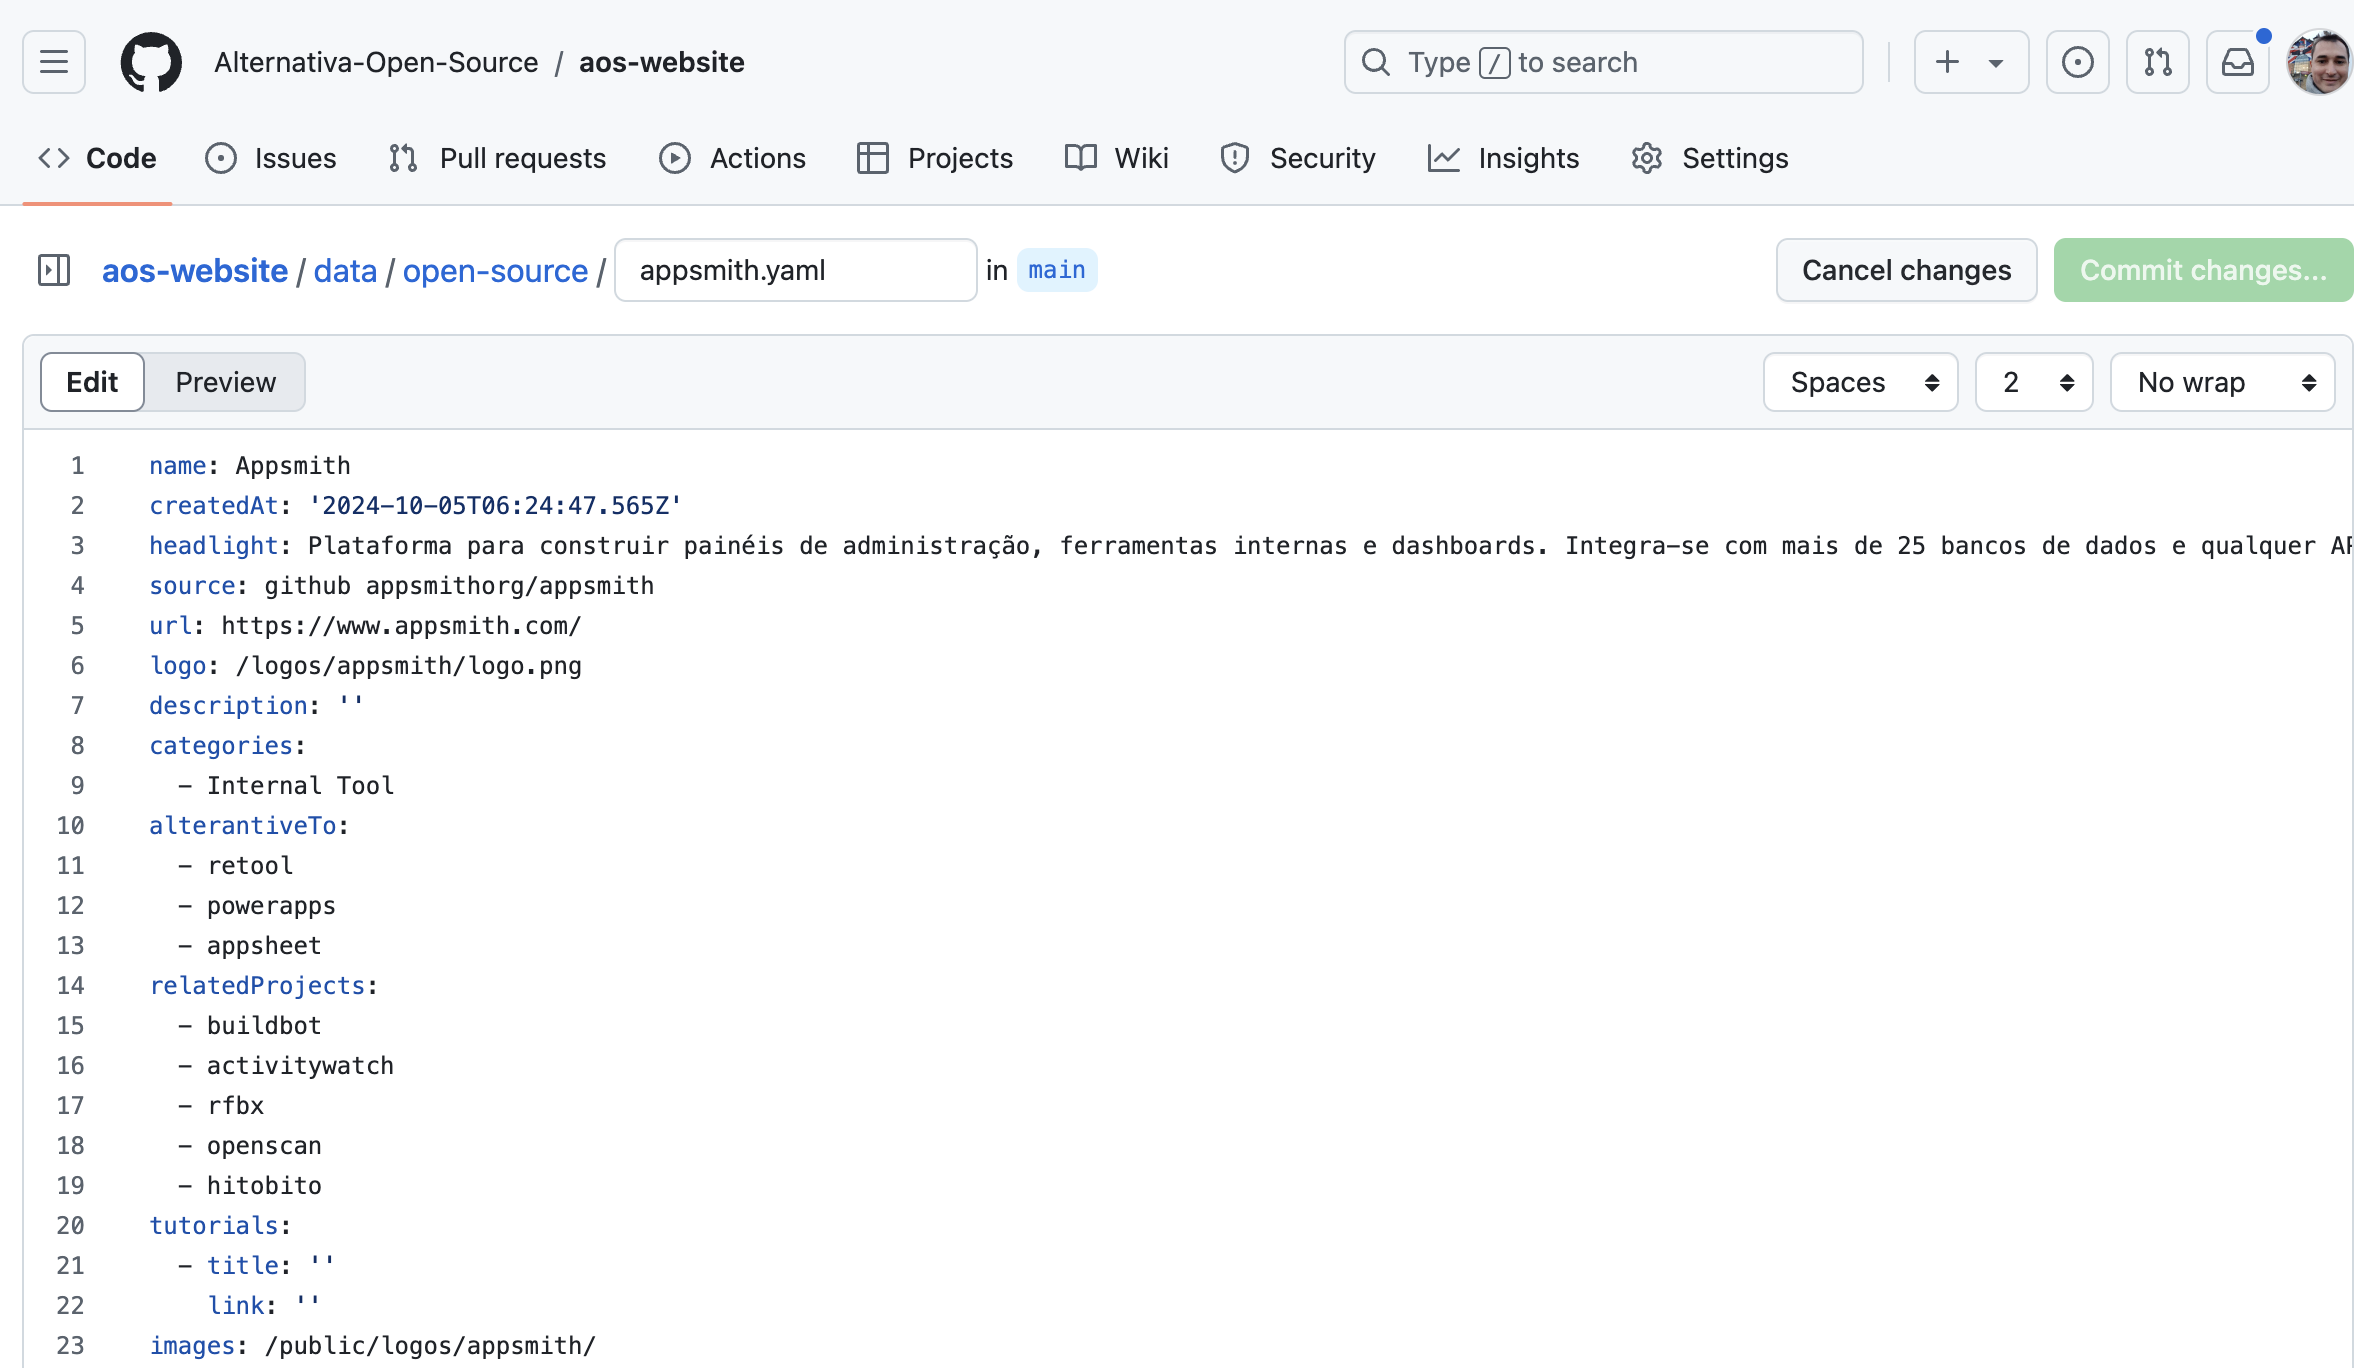 Alternativa-Open-Source / aos-website
Type / to search
Code Issues Pull requests Actions Projects Wiki Security Insights Settings
aos-website / data / open-source / appsmith.yaml in main
Cancel changes Commit changes...
Edit Preview Spaces 2 No wrap
1 name: Appsmith
2 createdAt: '2024-10-05T06:24:47.565Z'
3 headlight: Plataforma para construir painéis de administração, ferramentas internas e dashboards. Integra-se com mais de 25 bancos de dados e qualquer
4 source: github appsmithorg/appsmith
5 url: https://www.appsmith.com/
6 logo: /logos/appsmith/logo.png
7 description: ''
8 categories:
9 - Internal Tool
10 alterantiveTo:
11 - retool
12 - powerapps
13 - appsheet
14 relatedProjects:
15 - buildbot
16 - activitywatch
17 - rfbx
18 - openscan
19 - hitobito
20 tutorials:
21 - title: ''
22 link: ''
23 images: /public/logos/appsmith/